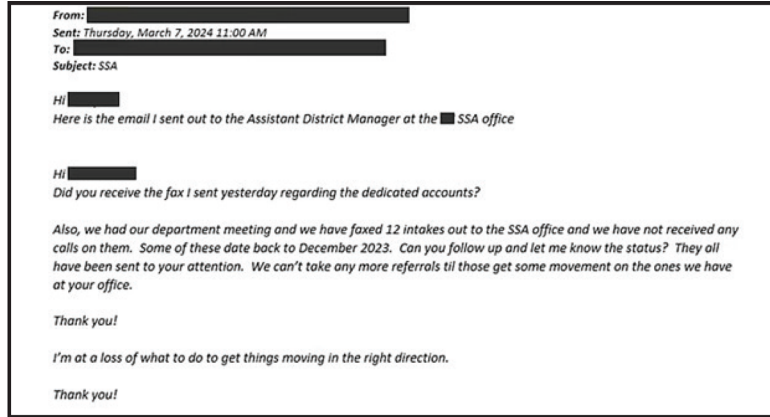 From:
Sent: Thursday, March 7, 2024 11:00 AM
To:
Subject: SSA
Hi
Here is the email I sent out to the Assistant District Manager at the SSA office
Hi
Did you receive the fax I sent yesterday regarding the dedicated accounts?
Also, we had our department meeting and we have faxed 12 intakes out to the SSA office and we have not received any
calls on them. Some of these date back to December 2023. Can you follow up and let me know the status? They all
have been sent to your attention. We can't take any more referrals til those get some movement on the ones we have
at your office.
Thank you!
I'm at a loss of what to do to get things moving in the right direction.
Thank you!